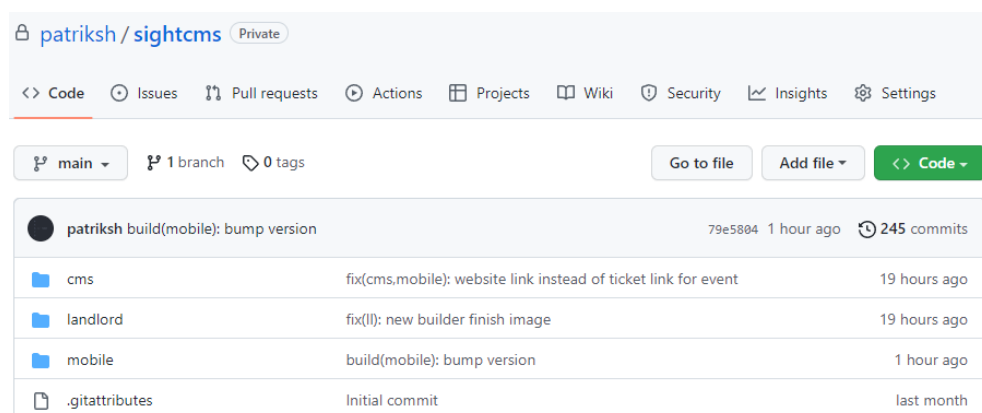 patriksh / sightcms Private
Code Issues Pull requests Actions Projects Wiki Security Insights Settings
main 1 branch 0 tags Go to file Add file Code
patriksh build(mobile): bump version 79e5804 1 hour ago 245 commits
cms fix(cms,mobile): website link instead of ticket link for event 19 hours ago
landlord fix(ll): new builder finish image 19 hours ago
mobile build(mobile): bump version 1 hour ago
.gitattributes Initial commit last month